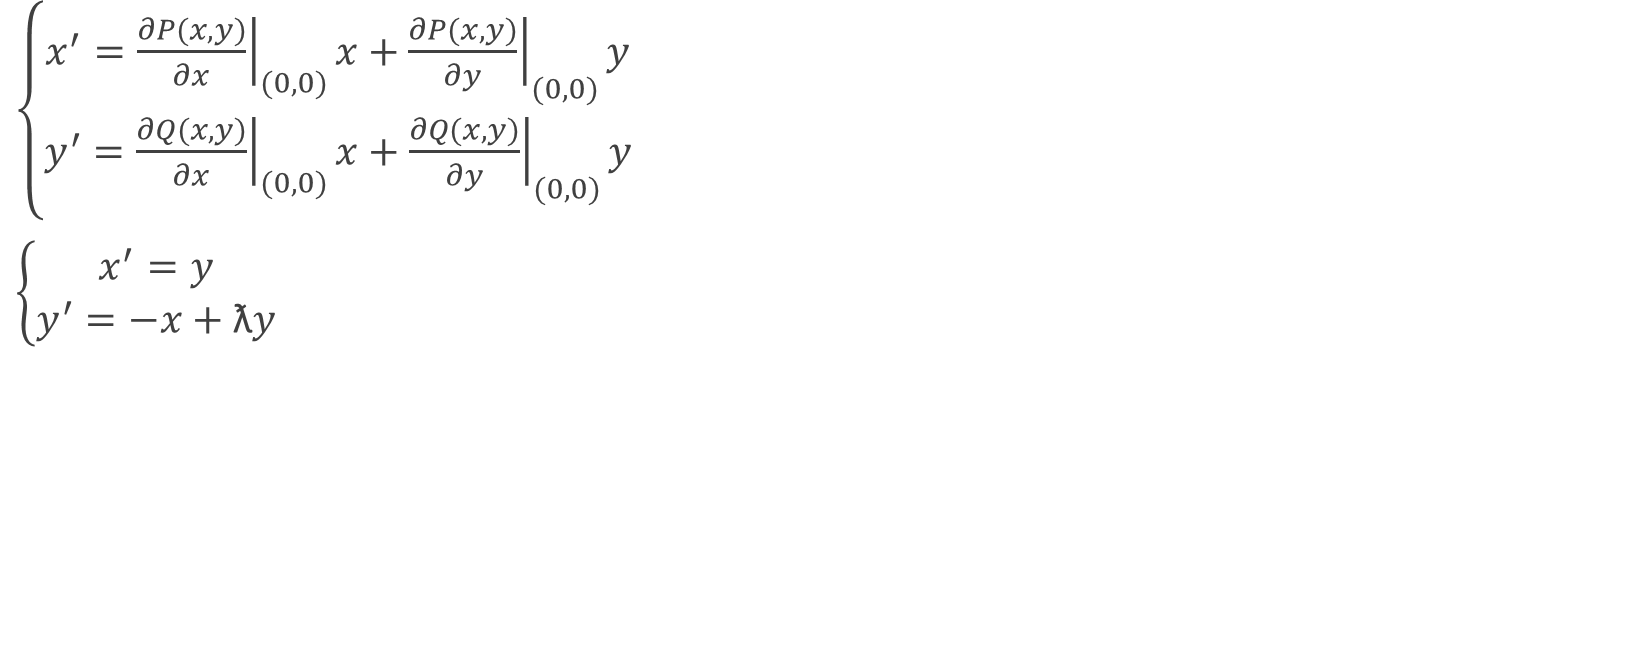 x′ = ∂P(x,y)/∂x|(0,0) x + ∂P(x,y)/∂y|(0,0) y
y′ = ∂Q(x,y)/∂x|(0,0) x + ∂Q(x,y)/∂y|(0,0) y
x′ = y
y′ = −x + ƛy